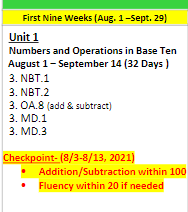 First Nine Weeks (Aug. 1 –Sept. 29)
Unit 1
Numbers and Operations in Base Ten
August 1 – September 14 (32 Days )
3. NBT.1
3. NBT.2
3. OA.8 (add & subtract)
3. MD.1
3. MD.3
Checkpoint- (8/3-8/13, 2021)
• Addition/Subtraction within 100
• Fluency within 20 if needed